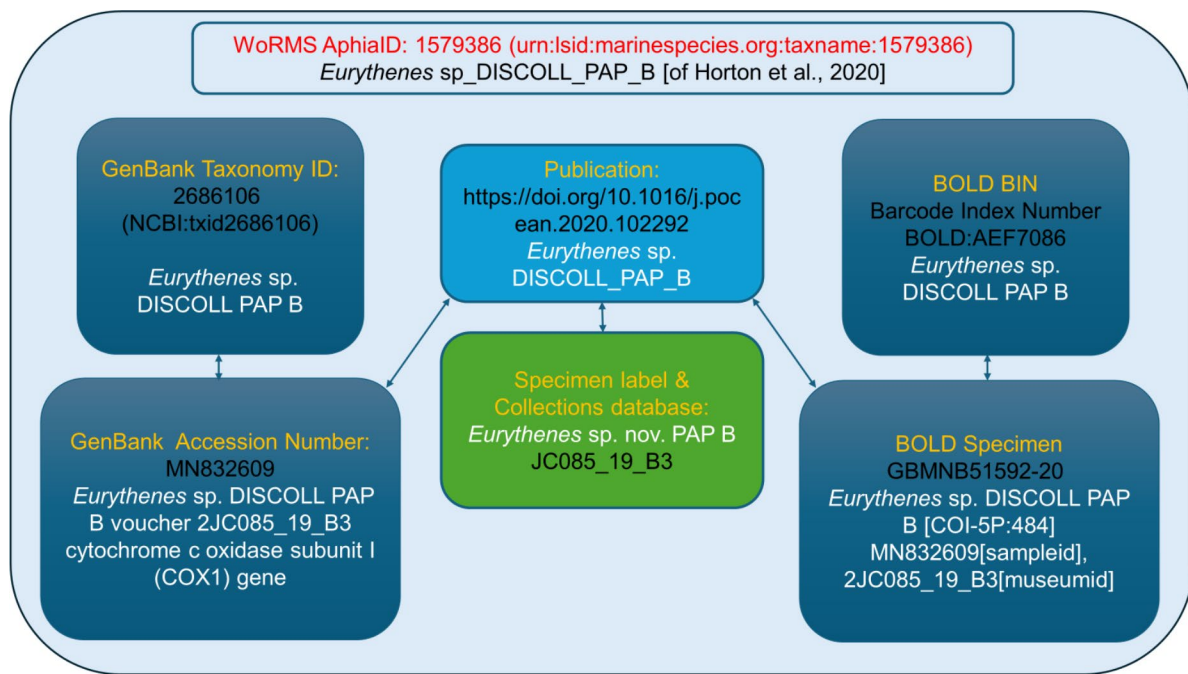 WoRMS AphiaID: 1579386 (urn:lsid:marinespecies.org:taxname:1579386)
Eurythenes sp_DISCOLL_PAP_B [of Horton et al., 2020]
GenBank Taxonomy ID:
2686106
(NCBI:txid2686106)
Eurythenes sp.
DISCOLL PAP B
Publication:
https://doi.org/10.1016/j.poc
ean.2020.102292
Eurythenes sp.
DISCOLL_PAP_B
BOLD BIN
Barcode Index Number
BOLD:AEF7086
Eurythenes sp.
DISCOLL PAP B
GenBank Accession Number:
MN832609
Eurythenes sp. DISCOLL PAP
B voucher 2JC085_19_B3
cytochrome c oxidase subunit I
(COX1) gene
Specimen label &
Collections database:
Eurythenes sp. nov. PAP B
JC085_19_B3
BOLD Specimen
GBMNB51592-20
Eurythenes sp. DISCOLL PAP
B [COI-5P:484]
MN832609[sampleid],
2JC085_19_B3[museumid]